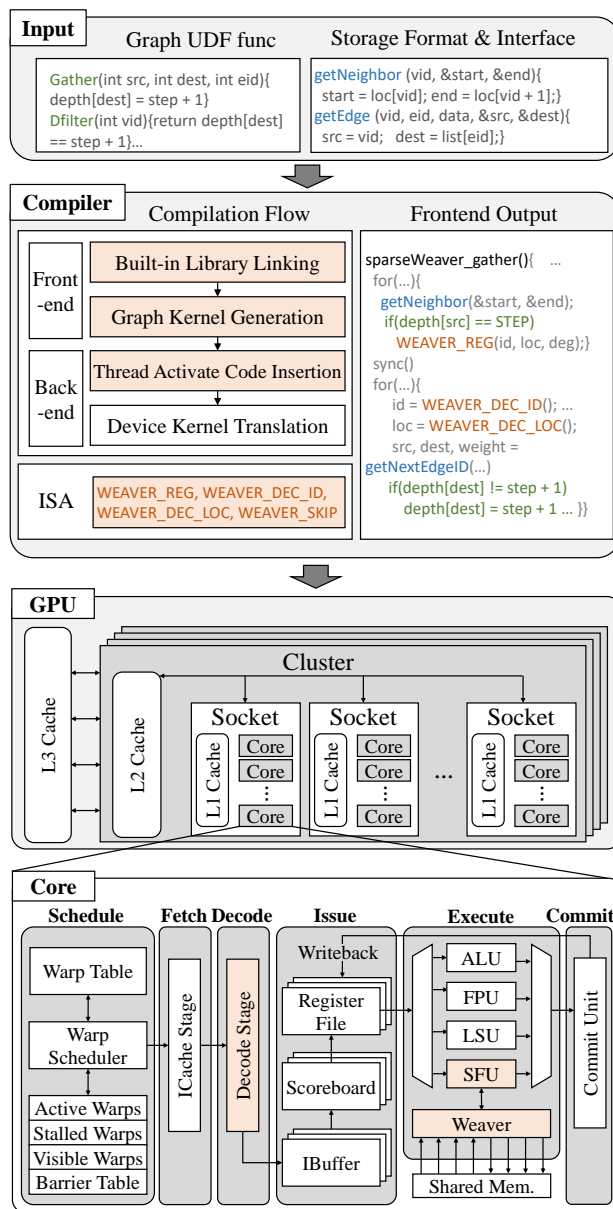 Input
Graph UDF func
Storage Format & Interface
Gather(int src, int dest, int eid){
depth[dest] = step + 1}
Dfilter(int vid){return depth[dest]
== step + 1}...
getNeighbor (vid, &start, &end){
start = loc[vid]; end = loc[vid + 1];}
getEdge (vid, eid, data, &src, &dest){
src = vid; dest = list[eid];}
Compiler
Compilation Flow
Frontend Output
Front
-end
Built-in Library Linking
Graph Kernel Generation
Back
-end
Thread Activate Code Insertion
Device Kernel Translation
ISA
WEAVER_REG, WEAVER_DEC_ID,
WEAVER_DEC_LOC, WEAVER_SKIP
sparseWeaver_gather(){ ...
for(...){
getNeighbor(&start, &end);
if(depth[src] == STEP)
WEAVER_REG(id, loc, deg);}
sync()
for(...){
id = WEAVER_DEC_ID(); ...
loc = WEAVER_DEC_LOC();
src, dest, weight =
getNextEdgeID(...)
if(depth[dest] != step + 1)
depth[dest] = step + 1 ... }}
GPU
L3 Cache
Cluster
L2 Cache
Socket
L1 Cache
Core
Core
...
Core
Socket
L1 Cache
Core
Core
...
Core
...
Socket
L1 Cache
Core
Core
...
Core
Core
Schedule
Fetch
Decode
Issue
Execute
Commit
Warp Table
Warp
Scheduler
Active Warps
Stalled Warps
Visible Warps
Barrier Table
ICache Stage
Decode Stage
Writeback
Register
File
Scoreboard
IBuffer
ALU
FPU
LSU
SFU
Weaver
Shared Mem.
Commit Unit